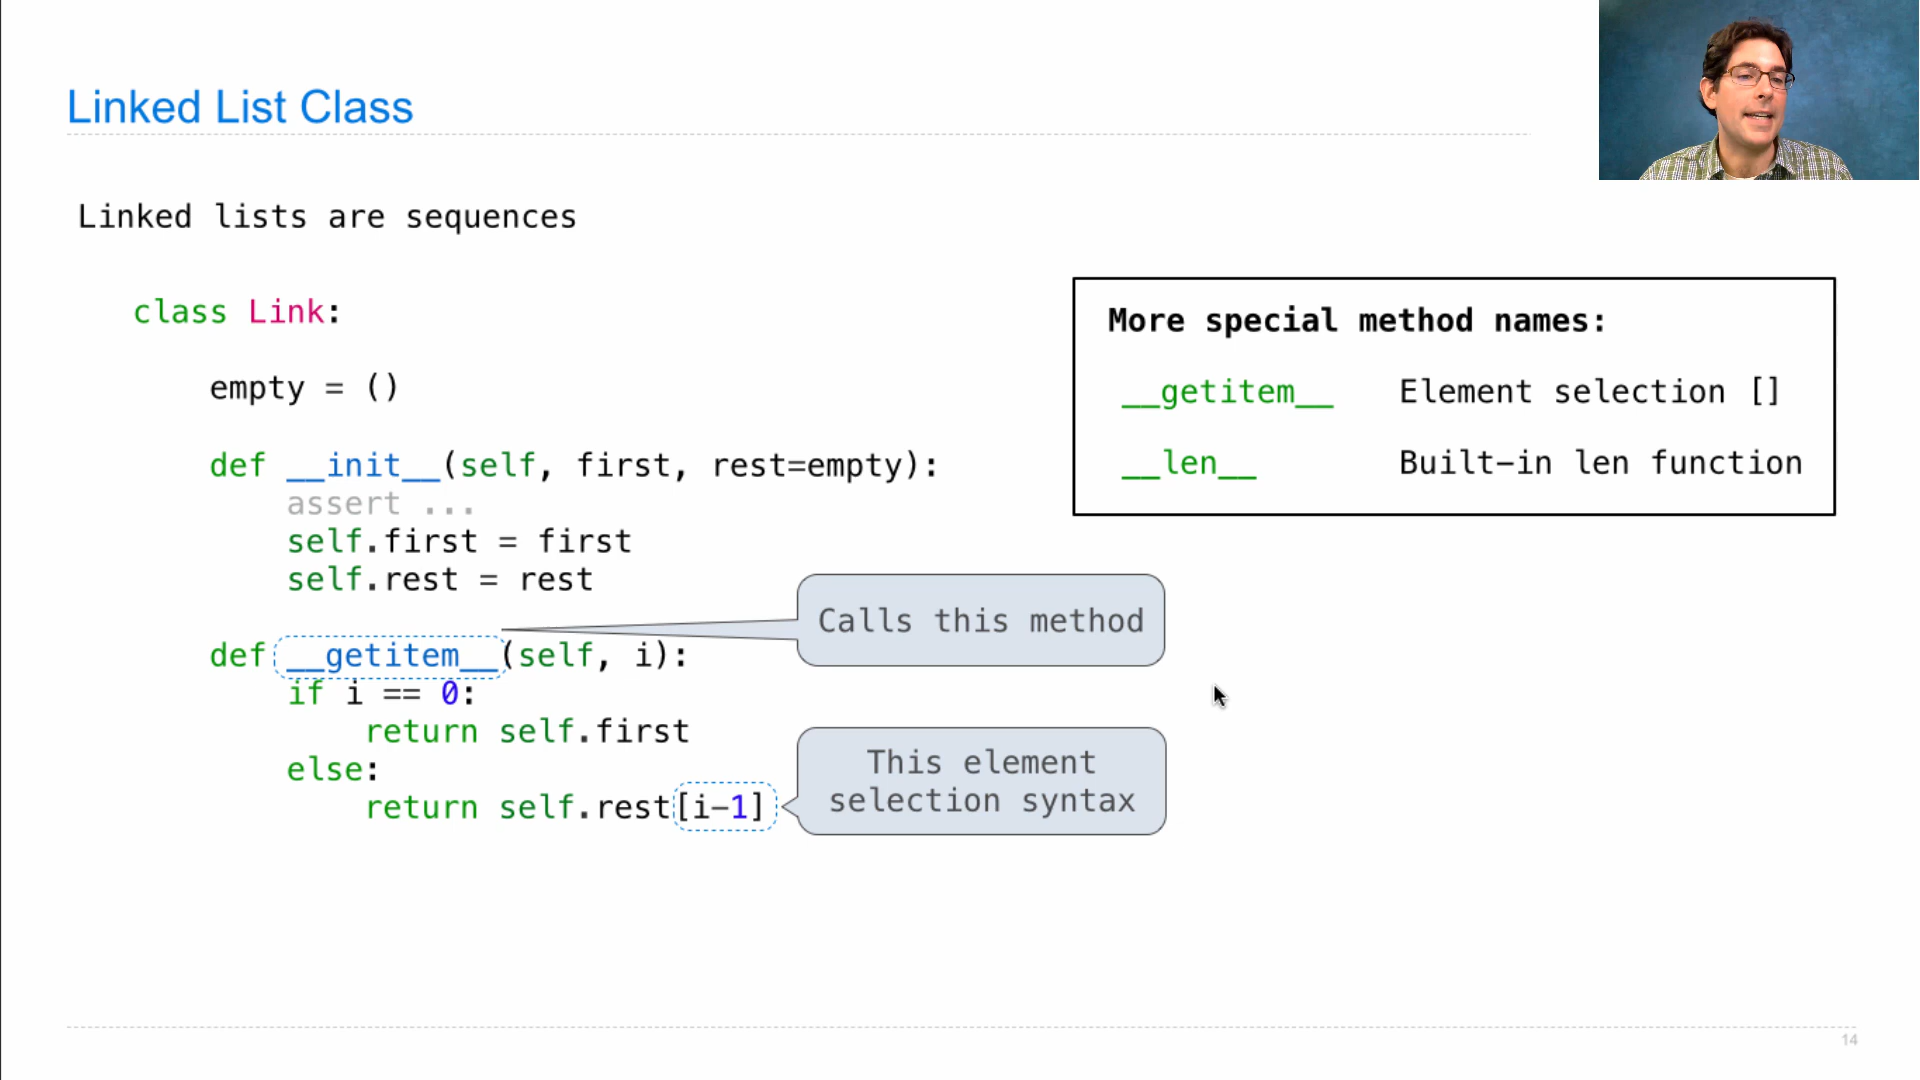 Linked List Class
Linked lists are sequences
class Link:
empty = ()
def __init__(self, first, rest=empty):
assert ...
self.first = first
self.rest = rest
def __getitem__(self, i):
if i == 0:
return self.first
else:
return self.rest[i-1]
Calls this method
This element
selection syntax
More special method names:
__getitem__ Element selection []
__len__ Built-in len function
14